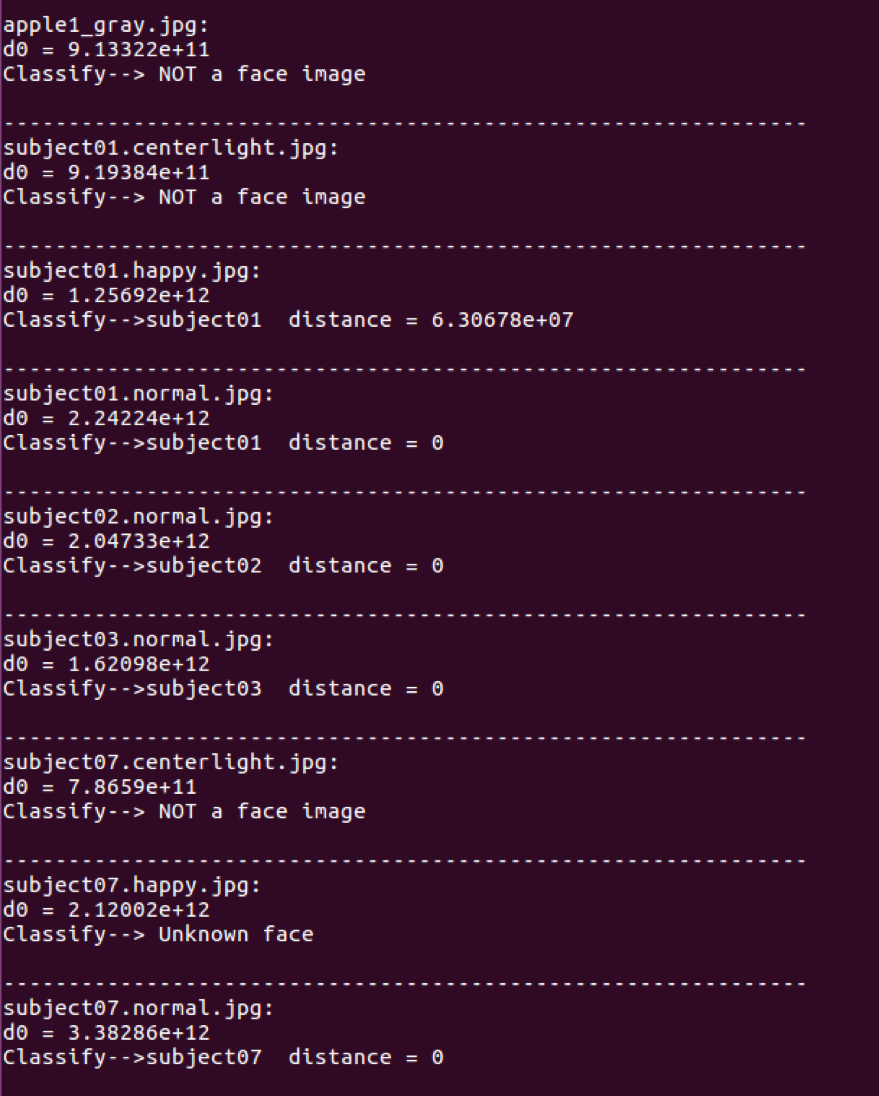 apple1_gray.jpg:
d0 = 9.13322e+11
Classify--> NOT a face image
--------------------------------------------------------------
subject01.centerlight.jpg:
d0 = 9.19384e+11
Classify--> NOT a face image
--------------------------------------------------------------
subject01.happy.jpg:
d0 = 1.25692e+12
Classify-->subject01  distance = 6.30678e+07
--------------------------------------------------------------
subject01.normal.jpg:
d0 = 2.24224e+12
Classify-->subject01  distance = 0
--------------------------------------------------------------
subject02.normal.jpg:
d0 = 2.04733e+12
Classify-->subject02  distance = 0
--------------------------------------------------------------
subject03.normal.jpg:
d0 = 1.62098e+12
Classify-->subject03  distance = 0
--------------------------------------------------------------
subject07.centerlight.jpg:
d0 = 7.8659e+11
Classify--> NOT a face image
--------------------------------------------------------------
subject07.happy.jpg:
d0 = 2.12002e+12
Classify--> Unknown face
--------------------------------------------------------------
subject07.normal.jpg:
d0 = 3.38286e+12
Classify-->subject07  distance = 0